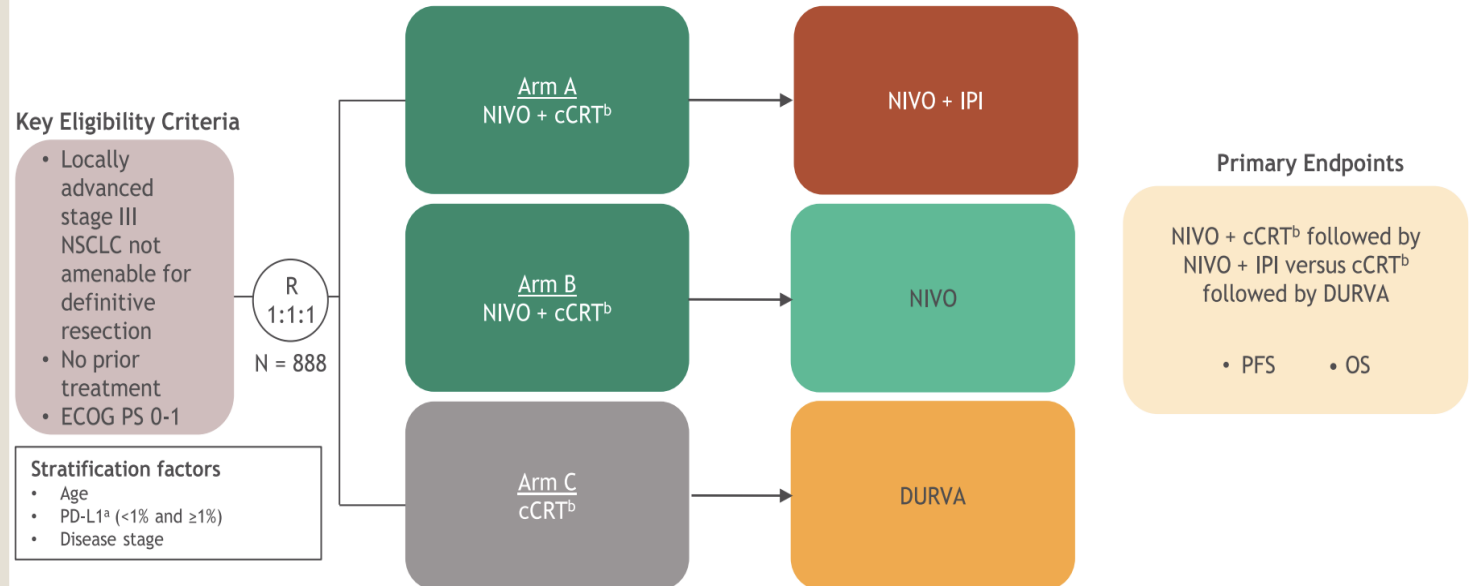 Key Eligibility Criteria
• Locally
advanced
stage III
NSCLC not
amenable for
definitive
resection
• No prior
treatment
• ECOG PS 0-1
Stratification factors
• Age
• PD-L1ᵃ (<1% and ≥1%)
• Disease stage
R
1:1:1
N = 888
Arm A
NIVO + cCRTᵇ
NIVO + IPI
Arm B
NIVO + cCRTᵇ
NIVO
Arm C
cCRTᵇ
DURVA
Primary Endpoints
NIVO + cCRTᵇ followed by
NIVO + IPI versus cCRTᵇ
followed by DURVA
• PFS • OS